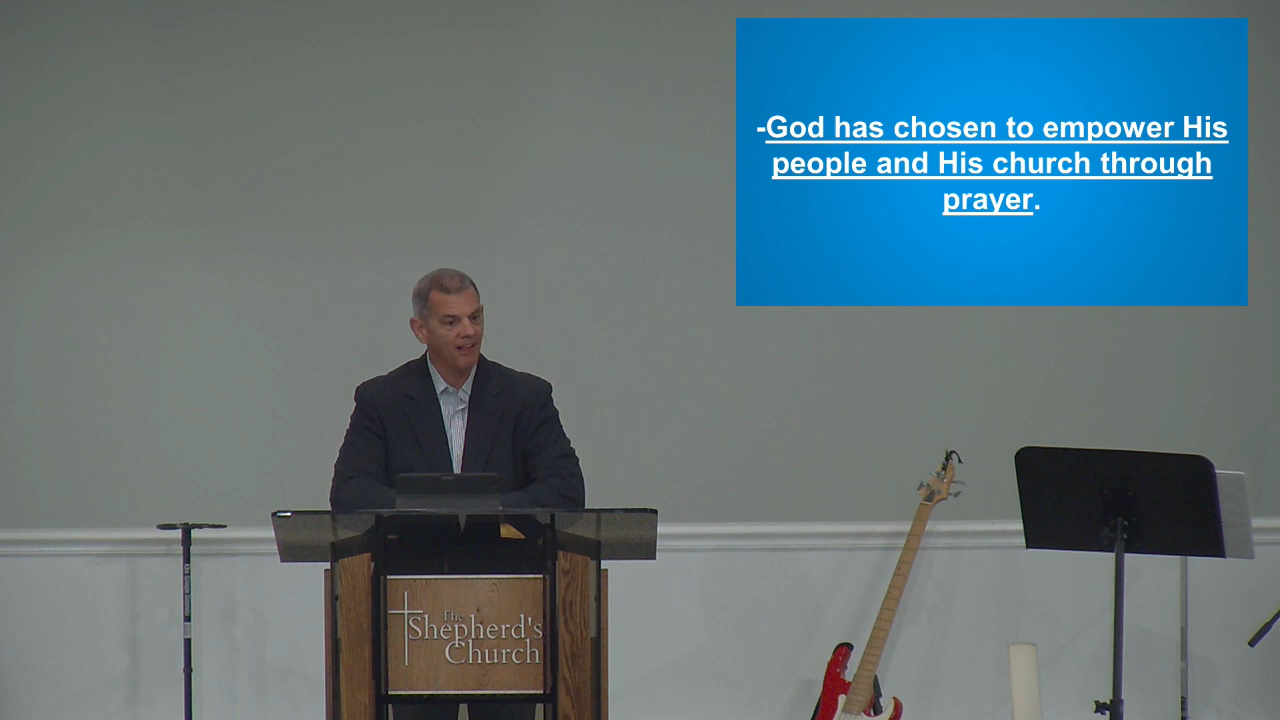 -God has chosen to empower His
people and His church through
prayer.
The
Shepherd's
Church